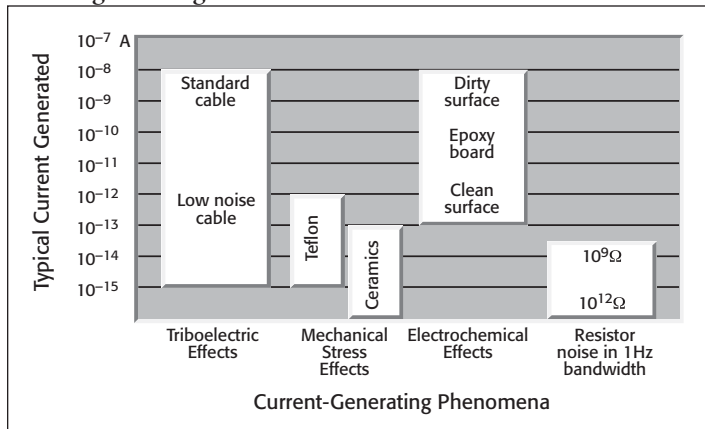 10⁻⁷ A
10⁻⁸
10⁻⁹
10⁻¹⁰
10⁻¹¹
10⁻¹²
10⁻¹³
10⁻¹⁴
10⁻¹⁵
Typical Current Generated
Standard
cable
Low noise
cable
Teflon
Ceramics
Dirty
surface
Epoxy
board
Clean
surface
10⁹Ω
10¹²Ω
Triboelectric
Effects
Mechanical
Stress
Effects
Electrochemical
Effects
Resistor
noise in 1Hz
bandwidth
Current-Generating Phenomena